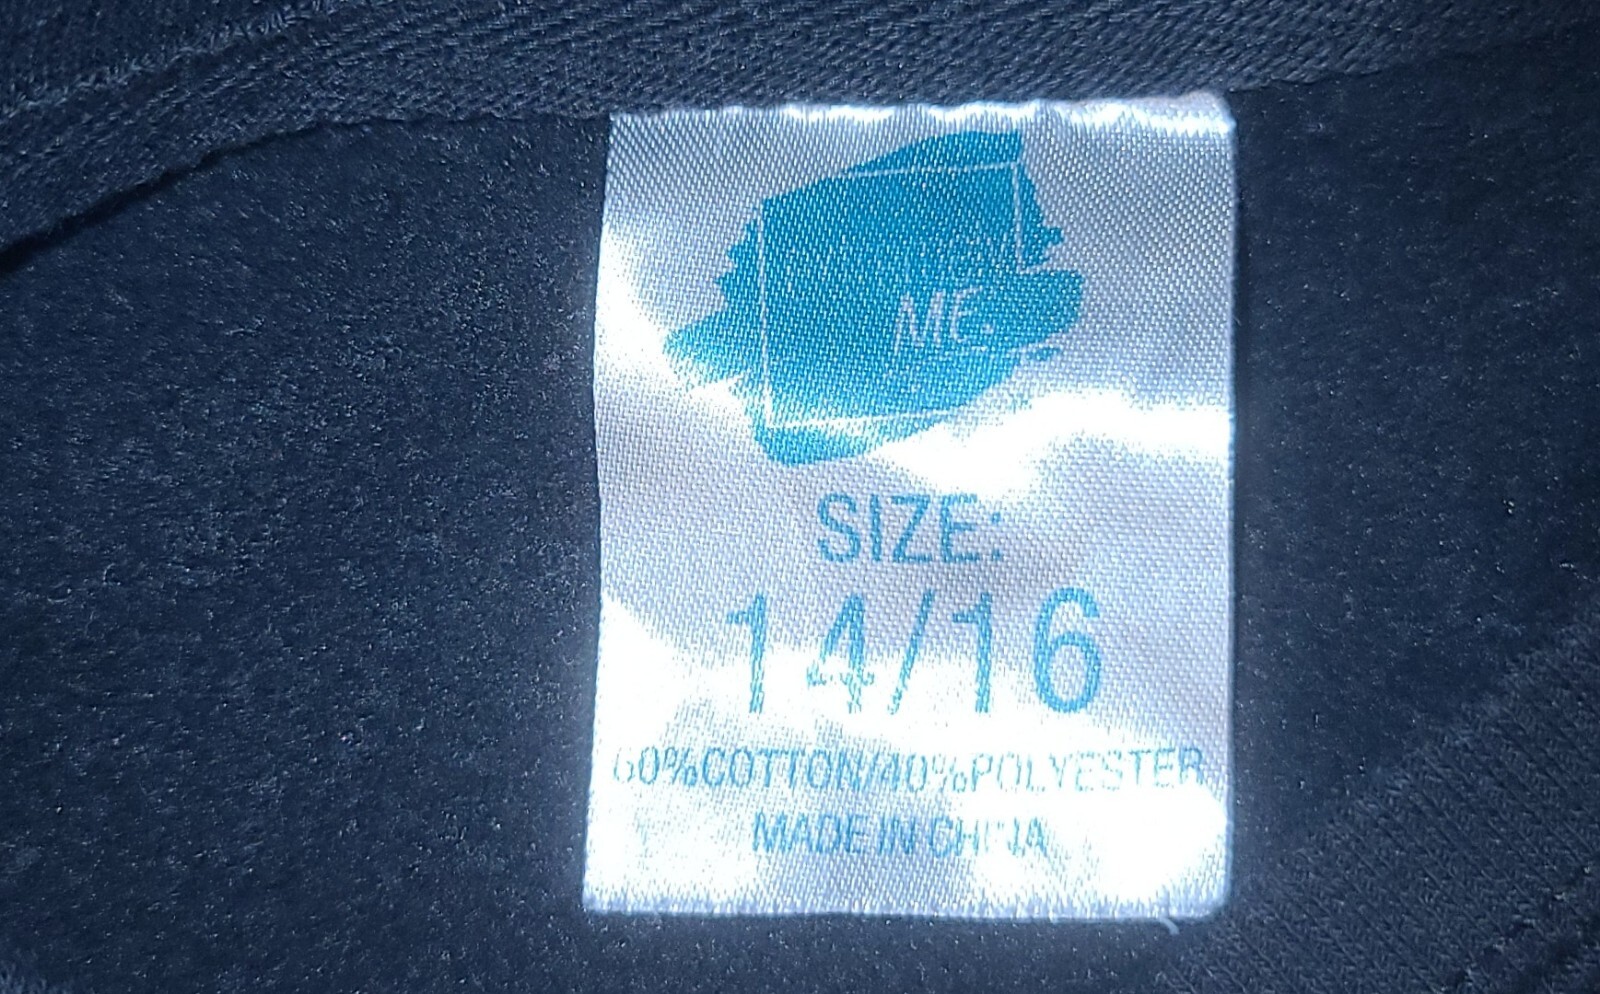 ME.
SIZE:
14/16
60%COTTON/40%POLYESTER
MADE IN CHINA